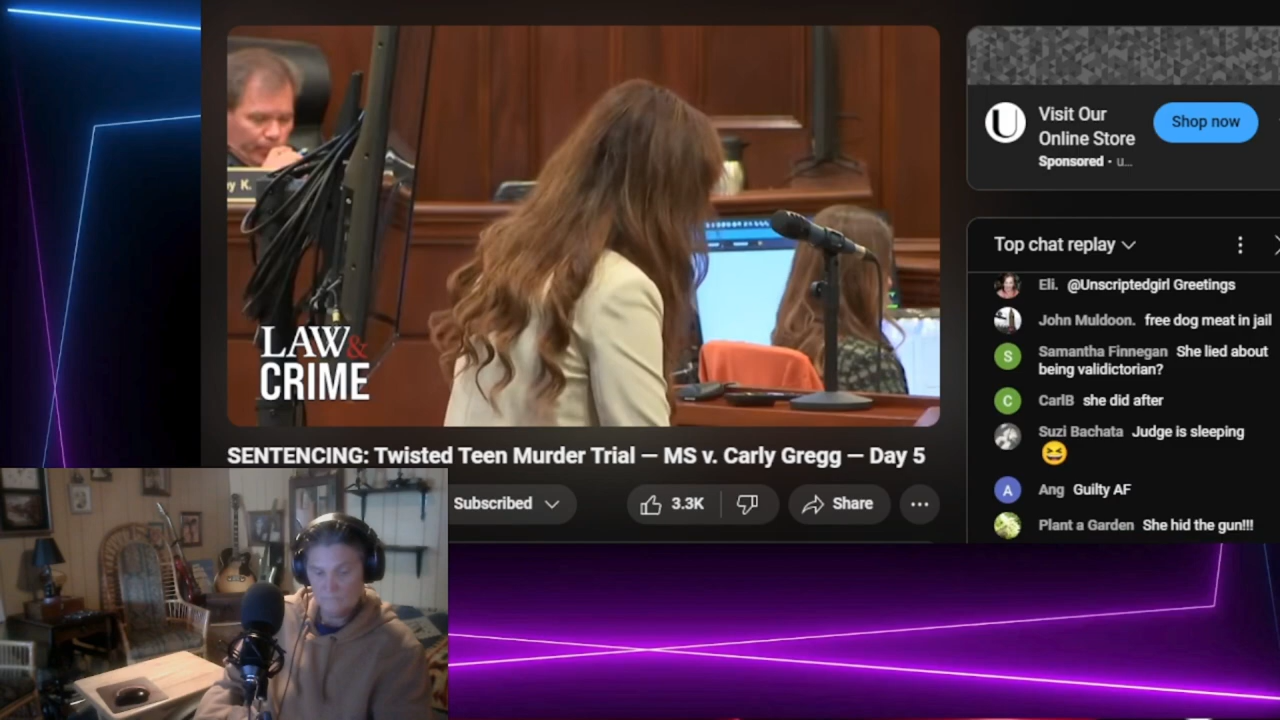 y K.
LAW&
CRIME
SENTENCING: Twisted Teen Murder Trial — MS v. Carly Gregg — Day 5
Subscribed
3.3K
Share
U
Visit Our
Online Store
Sponsored · u...
Shop now
Top chat replay
Eli. @Unscriptedgirl Greetings
John Muldoon. free dog meat in jail
S
Samantha Finnegan She lied about
being validictorian?
C
CarlB she did after
Suzi Bachata Judge is sleeping
A
Ang Guilty AF
Plant a Garden She hid the gun!!!